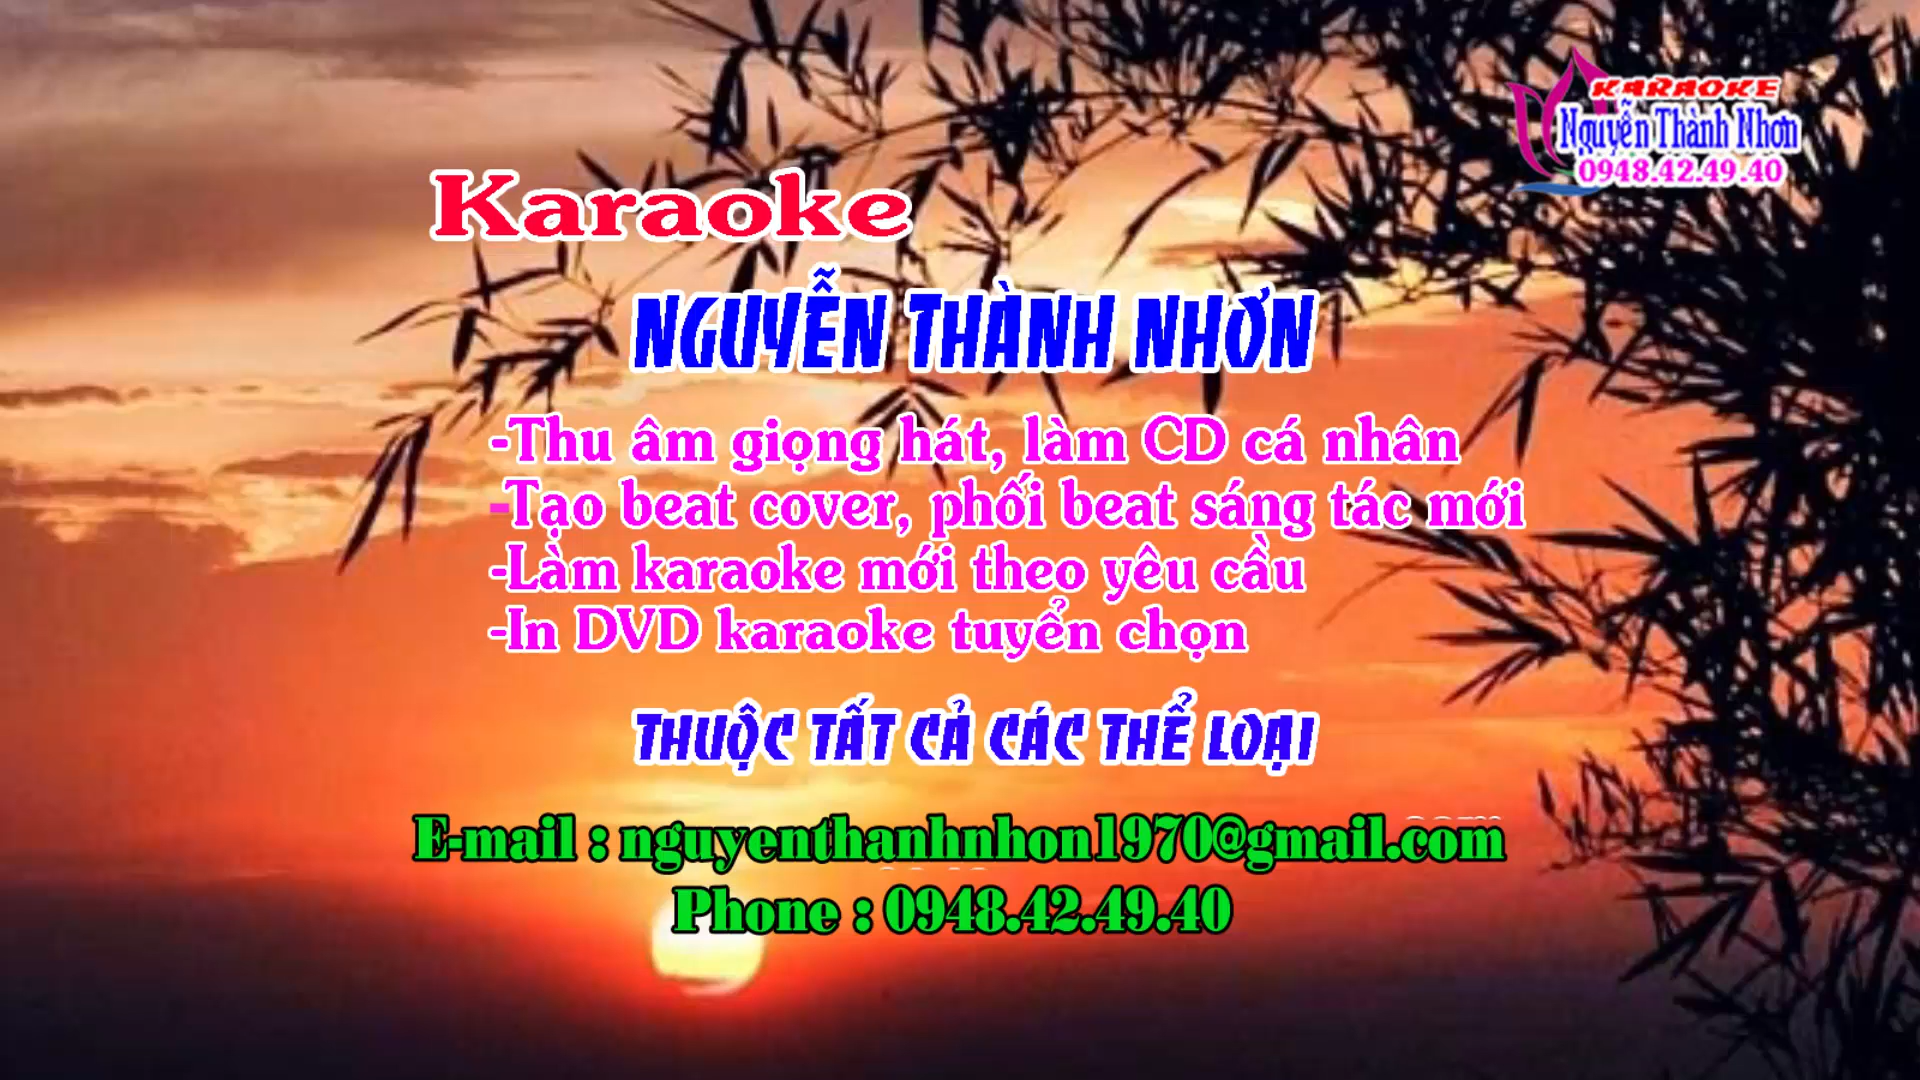 KARAOKE
Nguyễn Thành Nhơn
0948.42.49.40
Karaoke
NGUYỄN THÀNH NHƠN
-Thu âm giọng hát, làm CD cá nhân
-Tạo beat cover, phối beat sáng tác mới
-Làm karaoke mới theo yêu cầu
-In DVD karaoke tuyển chọn
THUỘC TẤT CẢ CÁC THỂ LOẠI
E-mail : nguyenthanhnhon1970@gmail.com
Phone : 0948.42.49.40